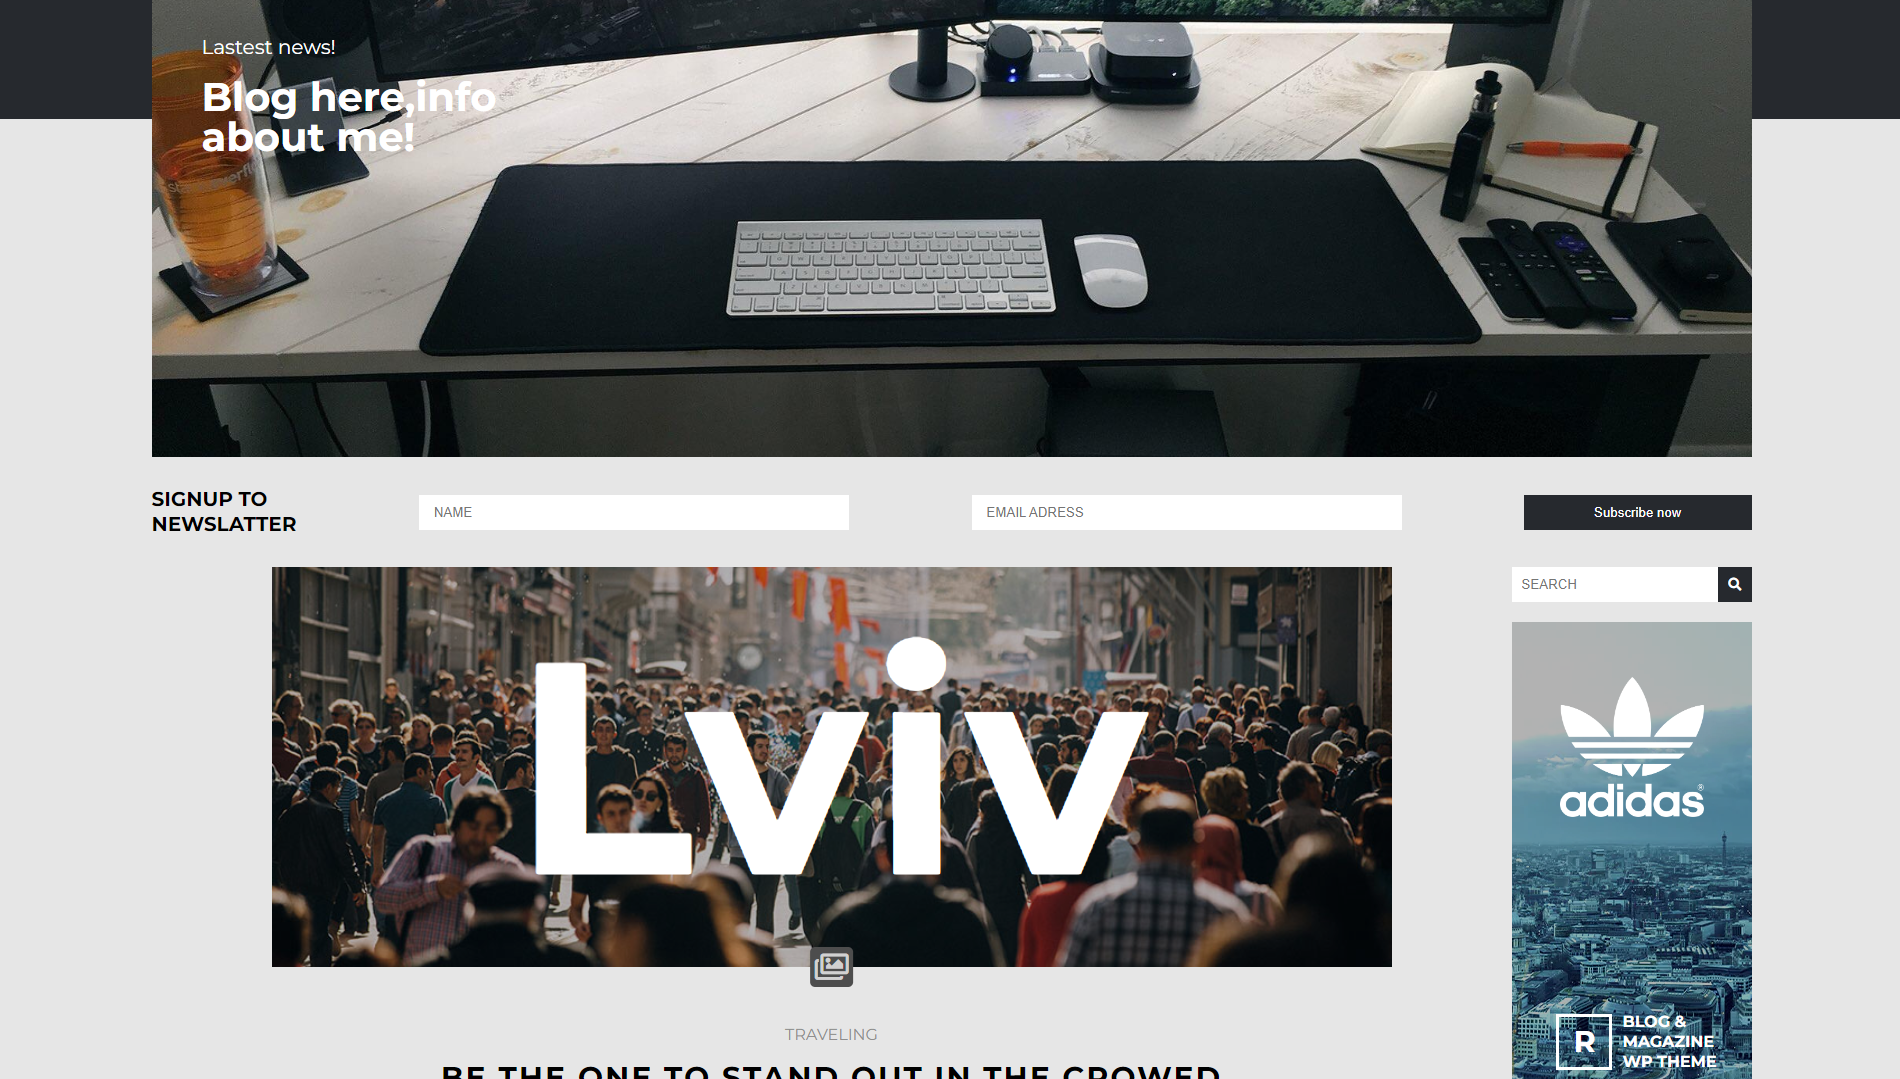 Lastest news!
Blog here,info
about me!
SIGNUP TO
NEWSLATTER
NAME
EMAIL ADRESS
Subscribe now
SEARCH
Lviv
adidas®
R
BLOG &
MAGAZINE
WP THEME
TRAVELING
BE THE ONE TO STAND OUT IN THE CROWED